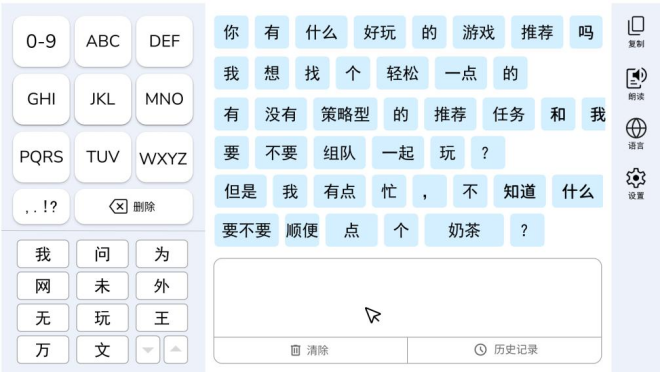 0-9 ABC DEF
GHI JKL MNO
PQRS TUV WXYZ
, . ! ? 删除
我 问 为
网 未 外
无 玩 王
万 文
你 有 什么 好玩 的 游戏 推荐 吗
我 想 找 个 轻松 一点 的
有 没有 策略型 的 推荐 任务 和 我
要 不要 组队 一起 玩 ?
但是 我 有点 忙 , 不 知道 什么
要不要 顺便 点 个 奶茶 ?
清除 历史记录
复制
朗读
语言
设置